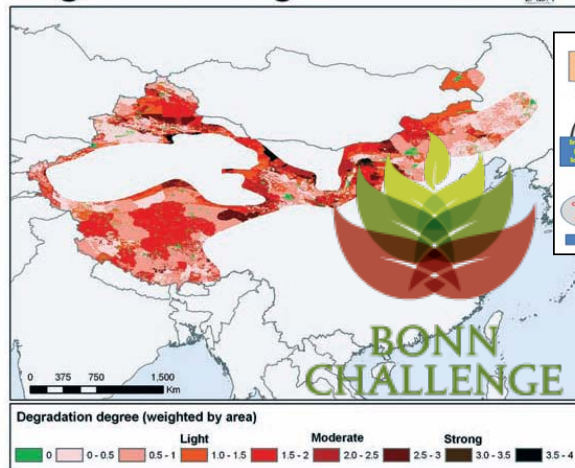 0 375 750 1,500
Km
BONN
CHALLENGE
Degradation degree (weighted by area)
Light Moderate Strong
0 0 - 0.5 0.5 - 1 1.0 - 1.5 1.5 - 2 2.0 - 2.5 2.5 - 3 3.0 - 3.5 3.5 - 4